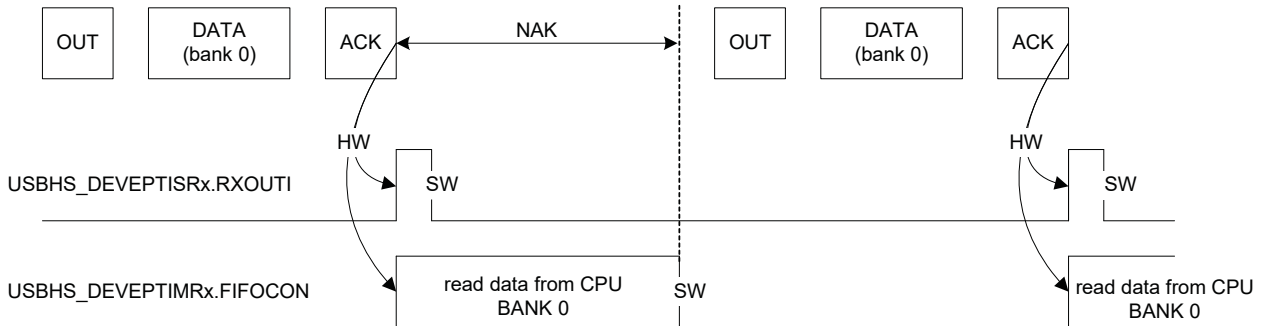 OUT
DATA
(bank 0)
ACK
NAK
OUT
DATA
(bank 0)
ACK
HW
HW
USBHS_DEVEPTISRx.RXOUTI
SW
SW
USBHS_DEVEPTIMRx.FIFOCON
read data from CPU
BANK 0
SW
read data from CPU
BANK 0